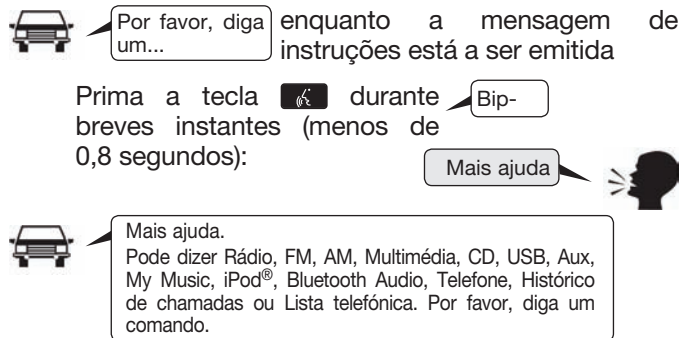 Por favor, diga
um...
enquanto a mensagem de
instruções está a ser emitida
Prima a tecla durante
breves instantes (menos de
0,8 segundos):
Bip-
Mais ajuda
Mais ajuda.
Pode dizer Rádio, FM, AM, Multimédia, CD, USB, Aux,
My Music, iPod®, Bluetooth Audio, Telefone, Histórico
de chamadas ou Lista telefónica. Por favor, diga um
comando.